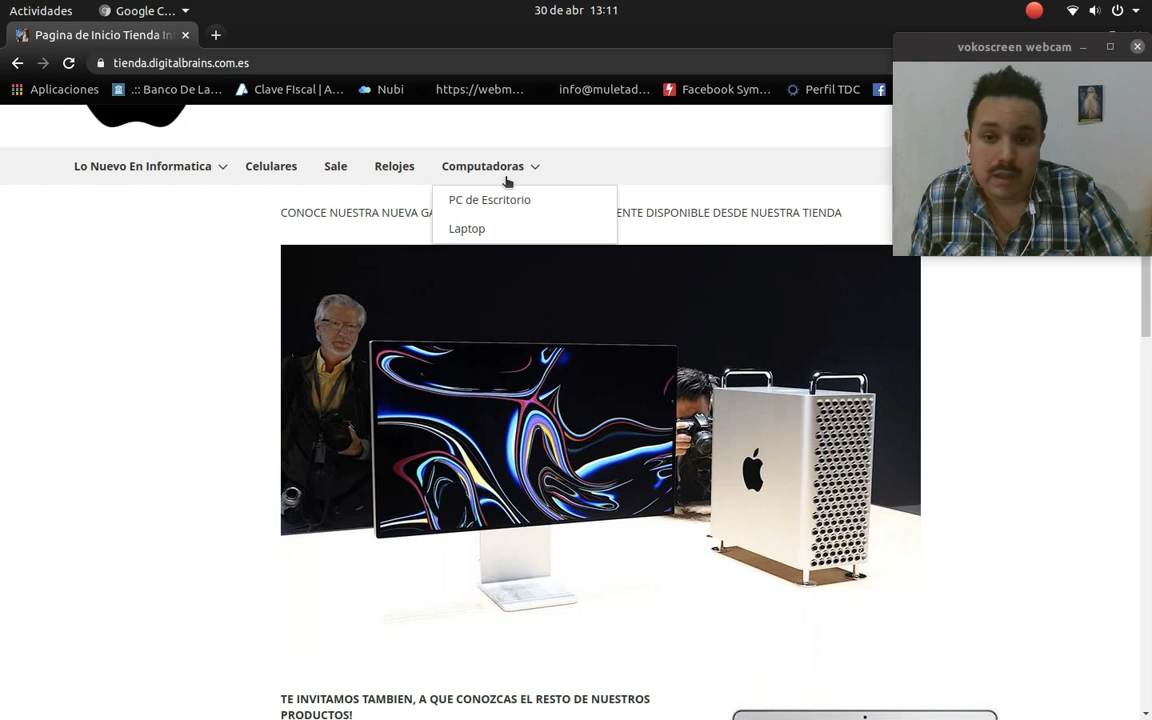 Actividades Google C... 30 de abr 13:11
Pagina de Inicio Tienda In
vokoscreen webcam
tienda.digitalbrains.com.es
Aplicaciones .:: Banco De La... Clave FIscal | A... Nubi https://webm... info@muletad... Facebook Sym... Perfil TDC
Lo Nuevo En Informatica Celulares Sale Relojes Computadoras
PC de Escritorio
CONOCE NUESTRA NUEVA GA ENTE DISPONIBLE DESDE NUESTRA TIENDA
Laptop
TE INVITAMOS TAMBIEN, A QUE CONOZCAS EL RESTO DE NUESTROS
PRODUCTOS!